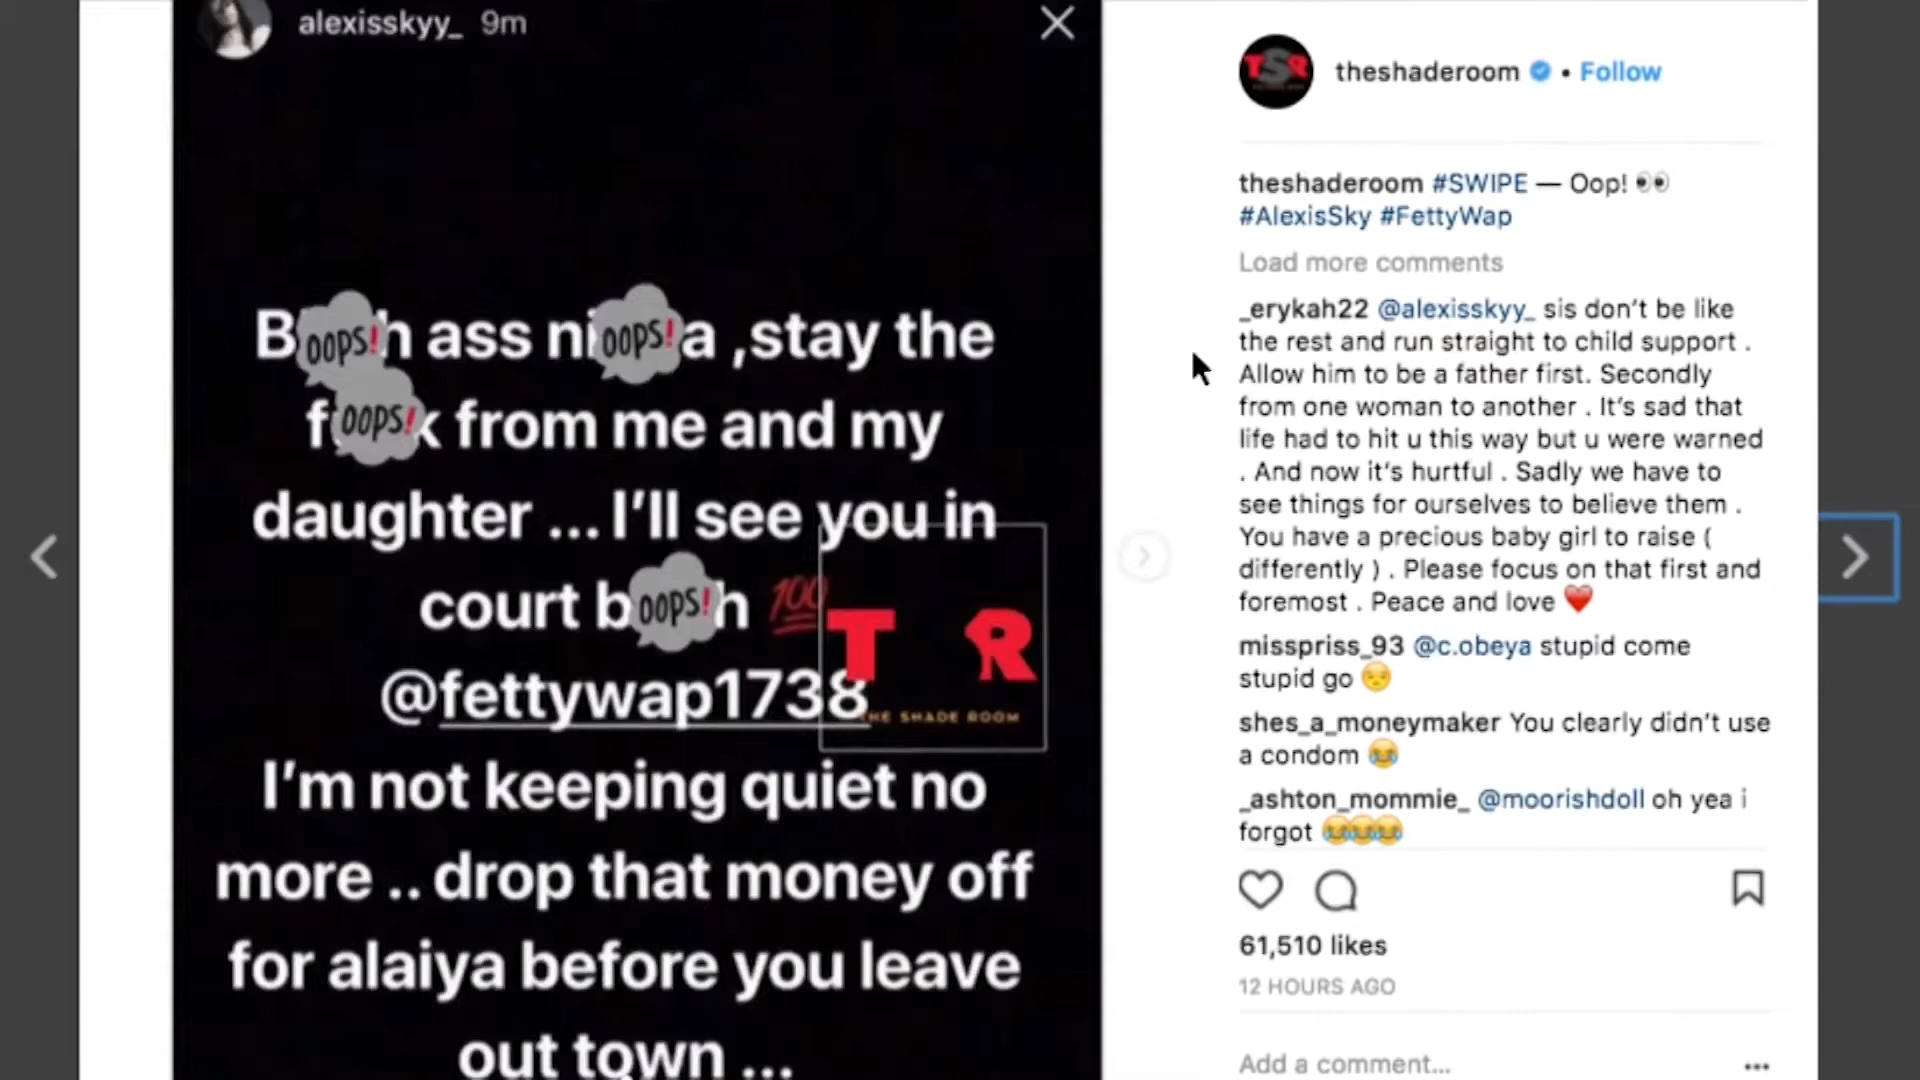 alexisskyy_ 9m
B OOPS! h ass ni OOPS! a ,stay the
f OOPS! k from me and my
daughter ... I'll see you in
court b OOPS! h 💯
@fettywap1738
I'm not keeping quiet no
more .. drop that money off
for alaiya before you leave
out town ...
T R
THE SHADE ROOM
TSR
theshaderoom • Follow
theshaderoom #SWIPE — Oop! 👀
#AlexisSky #FettyWap
Load more comments
_erykah22 @alexisskyy_ sis don't be like
the rest and run straight to child support .
Allow him to be a father first. Secondly
from one woman to another . It's sad that
life had to hit u this way but u were warned
. And now it's hurtful . Sadly we have to
see things for ourselves to believe them .
You have a precious baby girl to raise (
differently ) . Please focus on that first and
foremost . Peace and love ❤️
misspriss_93 @c.obeya stupid come
stupid go 😒
shes_a_moneymaker You clearly didn't use
a condom 😂
_ashton_mommie_ @moorishdoll oh yea i
forgot 😂😂😂
61,510 likes
12 HOURS AGO
Add a comment...